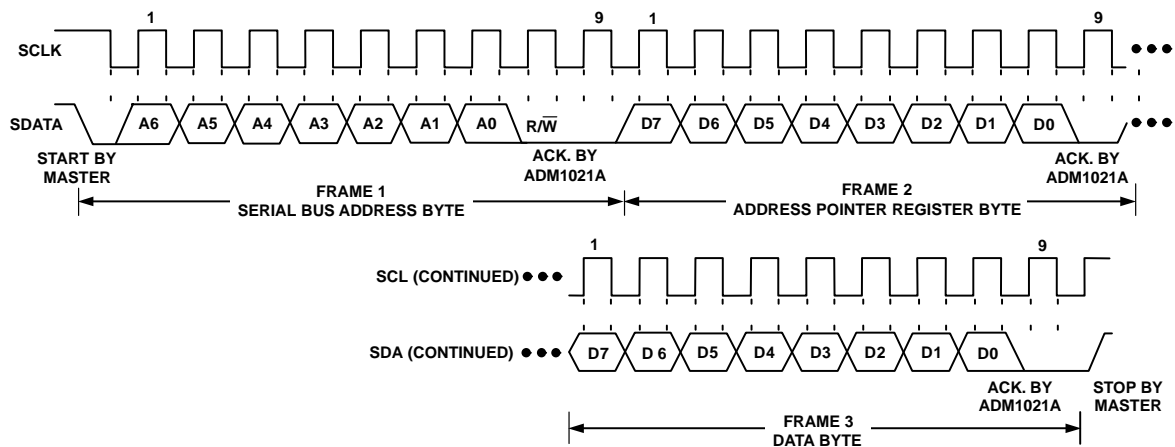 1 9 1 9
SCLK
SDATA A6 A5 A4 A3 A2 A1 A0 R/W̅ D7 D6 D5 D4 D3 D2 D1 D0
START BY
MASTER
ACK. BY
ADM1021A
ACK. BY
ADM1021A
FRAME 1
SERIAL BUS ADDRESS BYTE
FRAME 2
ADDRESS POINTER REGISTER BYTE
1 9
SCL (CONTINUED)
SDA (CONTINUED) D7 D 6 D5 D4 D3 D2 D1 D0
ACK. BY
ADM1021A
STOP BY
MASTER
FRAME 3
DATA BYTE